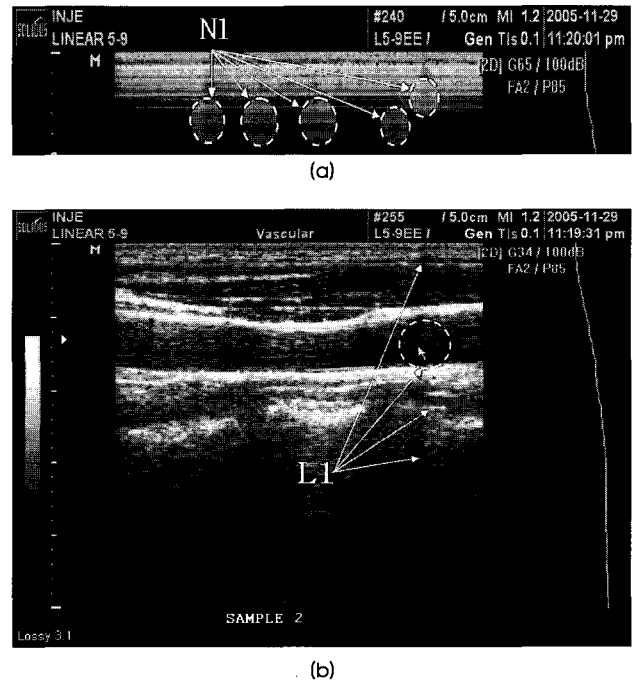 INJE #240 / 5.0cm MI 1.2 2005-11-29
LINEAR 5-9 L5-9EE / Gen TIs 0.1 11:20:01 pm
M N1 [2D] G65 / 100dB
FA2 / P85
(a)
INJE #255 / 5.0cm MI 1.2 2005-11-29
LINEAR 5-9 Vascular L5-9EE / Gen TIs 0.1 11:19:31 pm
M [2D] G34 / 100dB
FA2 / P85
L1
SAMPLE 2
Lossy 3.1
(b)